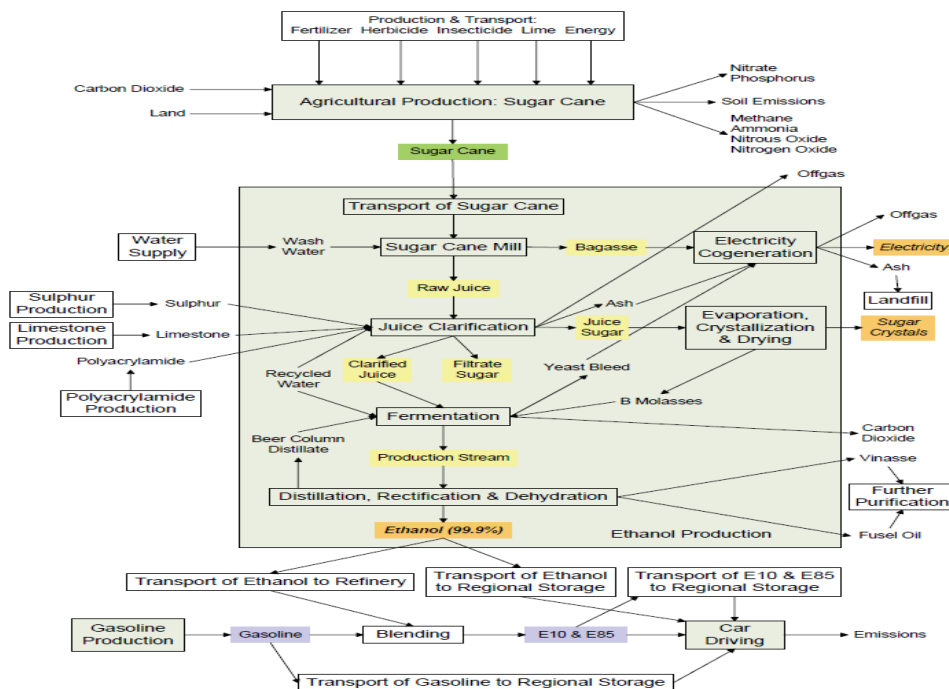 Production & Transport:
Fertilizer Herbicide Insecticide Lime Energy
Carbon Dioxide
Land
Agricultural Production: Sugar Cane
Nitrate
Phosphorus
Soil Emissions
Methane
Ammonia
Nitrous Oxide
Nitrogen Oxide
Sugar Cane
Offgas
Transport of Sugar Cane
Water
Supply
Wash
Water
Sugar Cane Mill
Bagasse
Electricity
Cogeneration
Offgas
Electricity
Ash
Landfill
Raw Juice
Sulphur
Production
Sulphur
Limestone
Production
Limestone
Polyacrylamide
Polyacrylamide
Production
Juice Clarification
Ash
Juice
Sugar
Evaporation,
Crystallization
& Drying
Sugar
Crystals
Recycled
Water
Clarified
Juice
Filtrate
Sugar
Yeast Bleed
B Molasses
Fermentation
Carbon
Dioxide
Beer Column
Distillate
Production Stream
Vinasse
Distillation, Rectification & Dehydration
Further
Purification
Fusel Oil
Ethanol (99.9%)
Ethanol Production
Transport of Ethanol to Refinery
Transport of Ethanol
to Regional Storage
Transport of E10 & E85
to Regional Storage
Gasoline
Production
Gasoline
Blending
E10 & E85
Car
Driving
Emissions
Transport of Gasoline to Regional Storage